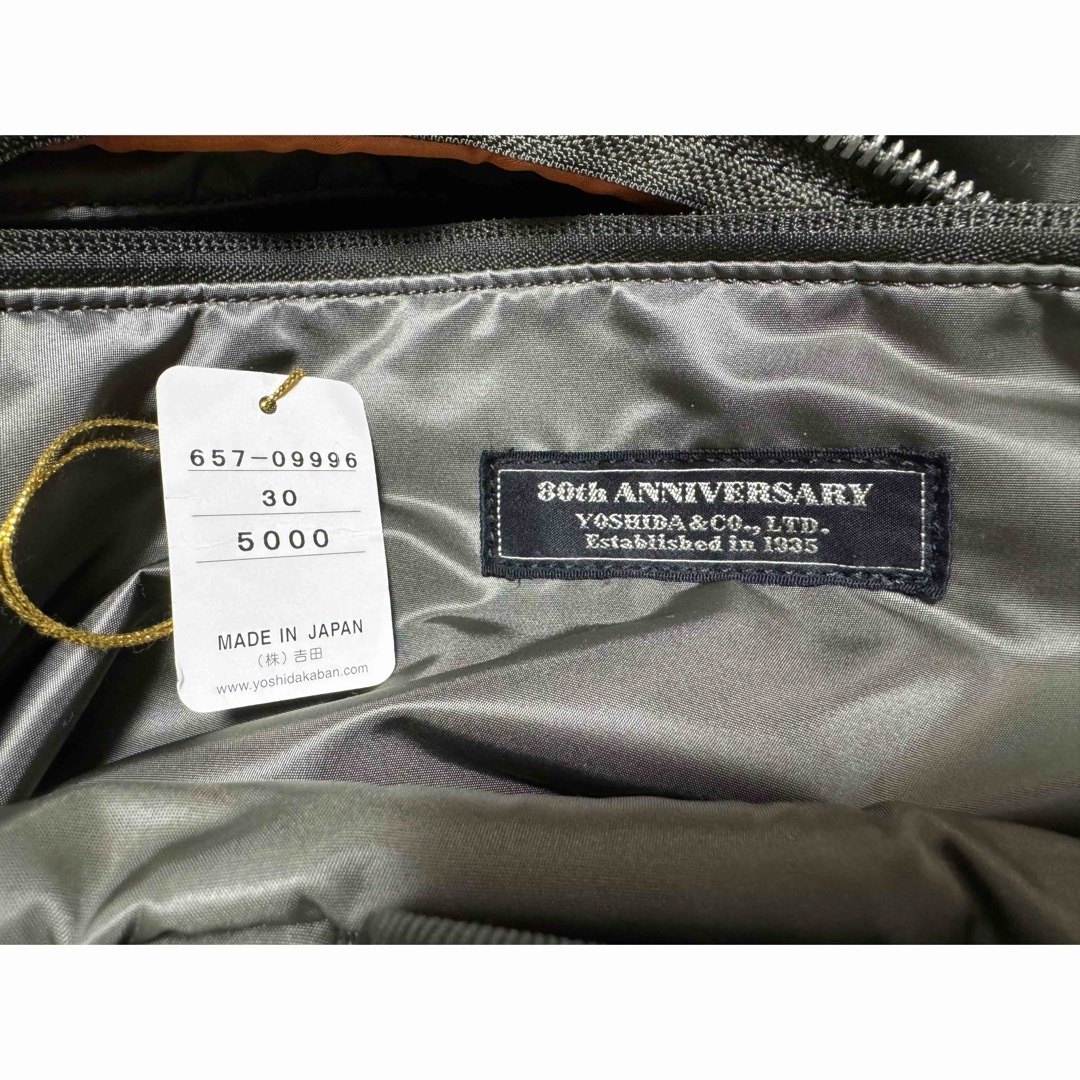 657-09996
30
5000
MADE IN JAPAN
(株)吉田
www.yoshidakaban.com
80th ANNIVERSARY
YOSHIDA & CO., LTD.
Established in 1935